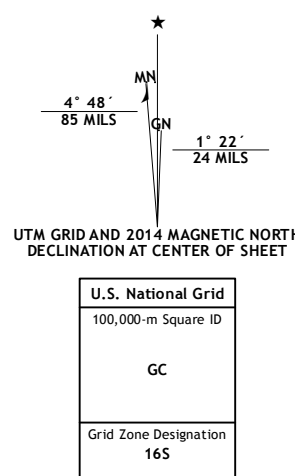 ★
MN
4° 48´
85 MILS
GN
1° 22´
24 MILS
UTM GRID AND 2014 MAGNETIC NORTH
DECLINATION AT CENTER OF SHEET
U.S. National Grid
100,000-m Square ID
GC
Grid Zone Designation
16S